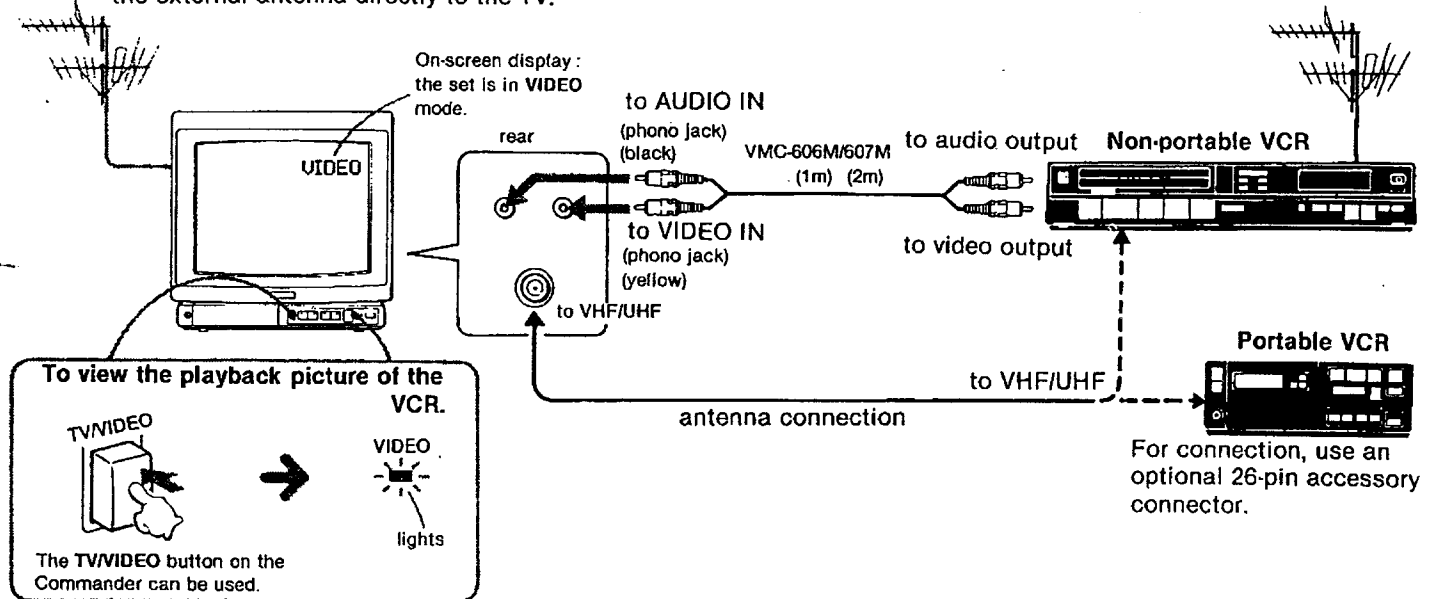 the external antenna directly to the TV.
On-screen display :
the set is in VIDEO
mode.
VIDEO
rear
to AUDIO IN
(phono jack)
(black)
VMC-606M/607M
(1m) (2m)
to audio output
Non-portable VCR
to VIDEO IN
(phono jack)
(yellow)
to video output
to VHF/UHF
Portable VCR
to VHF/UHF
antenna connection
For connection, use an
optional 26-pin accessory
connector.
To view the playback picture of the
VCR.
TV/VIDEO
VIDEO
lights
The TV/VIDEO button on the
Commander can be used.